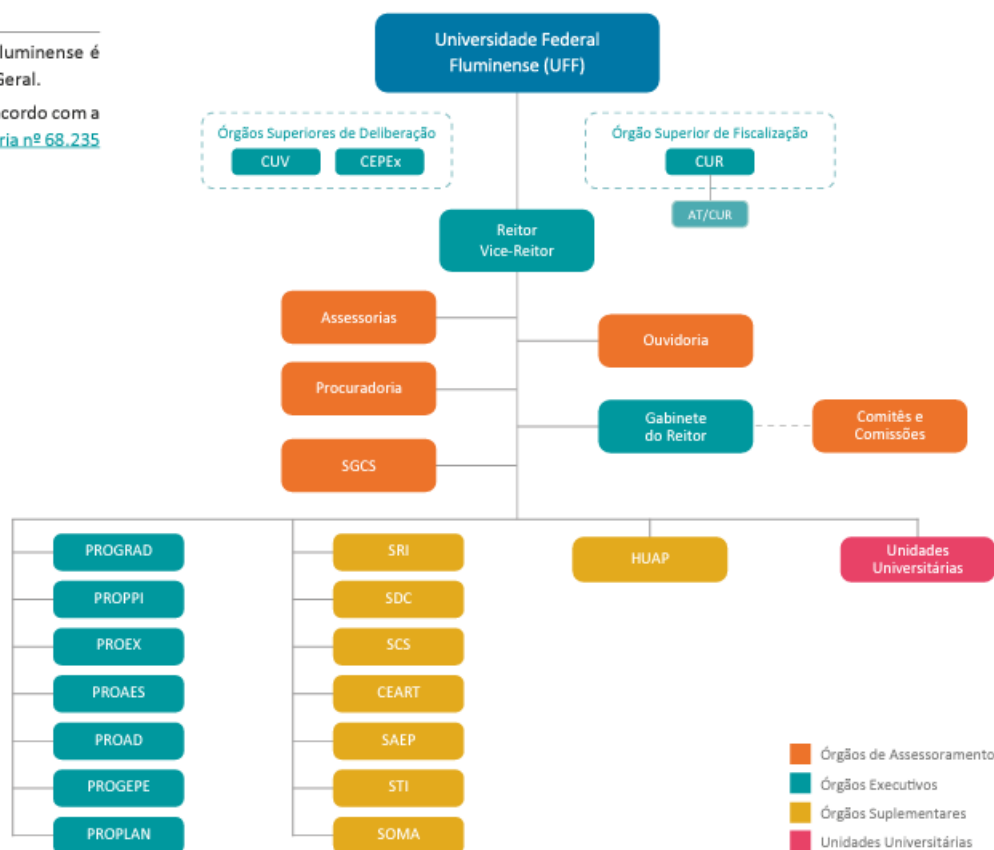 Fluminense é
Geral.
acordo com a
ria nº 68.235
Universidade Federal
Fluminense (UFF)
Órgãos Superiores de Deliberação
CUV
CEPEx
Órgão Superior de Fiscalização
CUR
AT/CUR
Reitor
Vice-Reitor
Assessorias
Ouvidoria
Procuradoria
Gabinete
do Reitor
Comitês e
Comissões
SGCS
PROGRAD
PROPPI
PROEX
PROAES
PROAD
PROGEPE
PROPLAN
SRI
SDC
SCS
CEART
SAEP
STI
SOMA
HUAP
Unidades
Universitárias
Órgãos de Assessoramento
Órgãos Executivos
Órgãos Suplementares
Unidades Universitárias